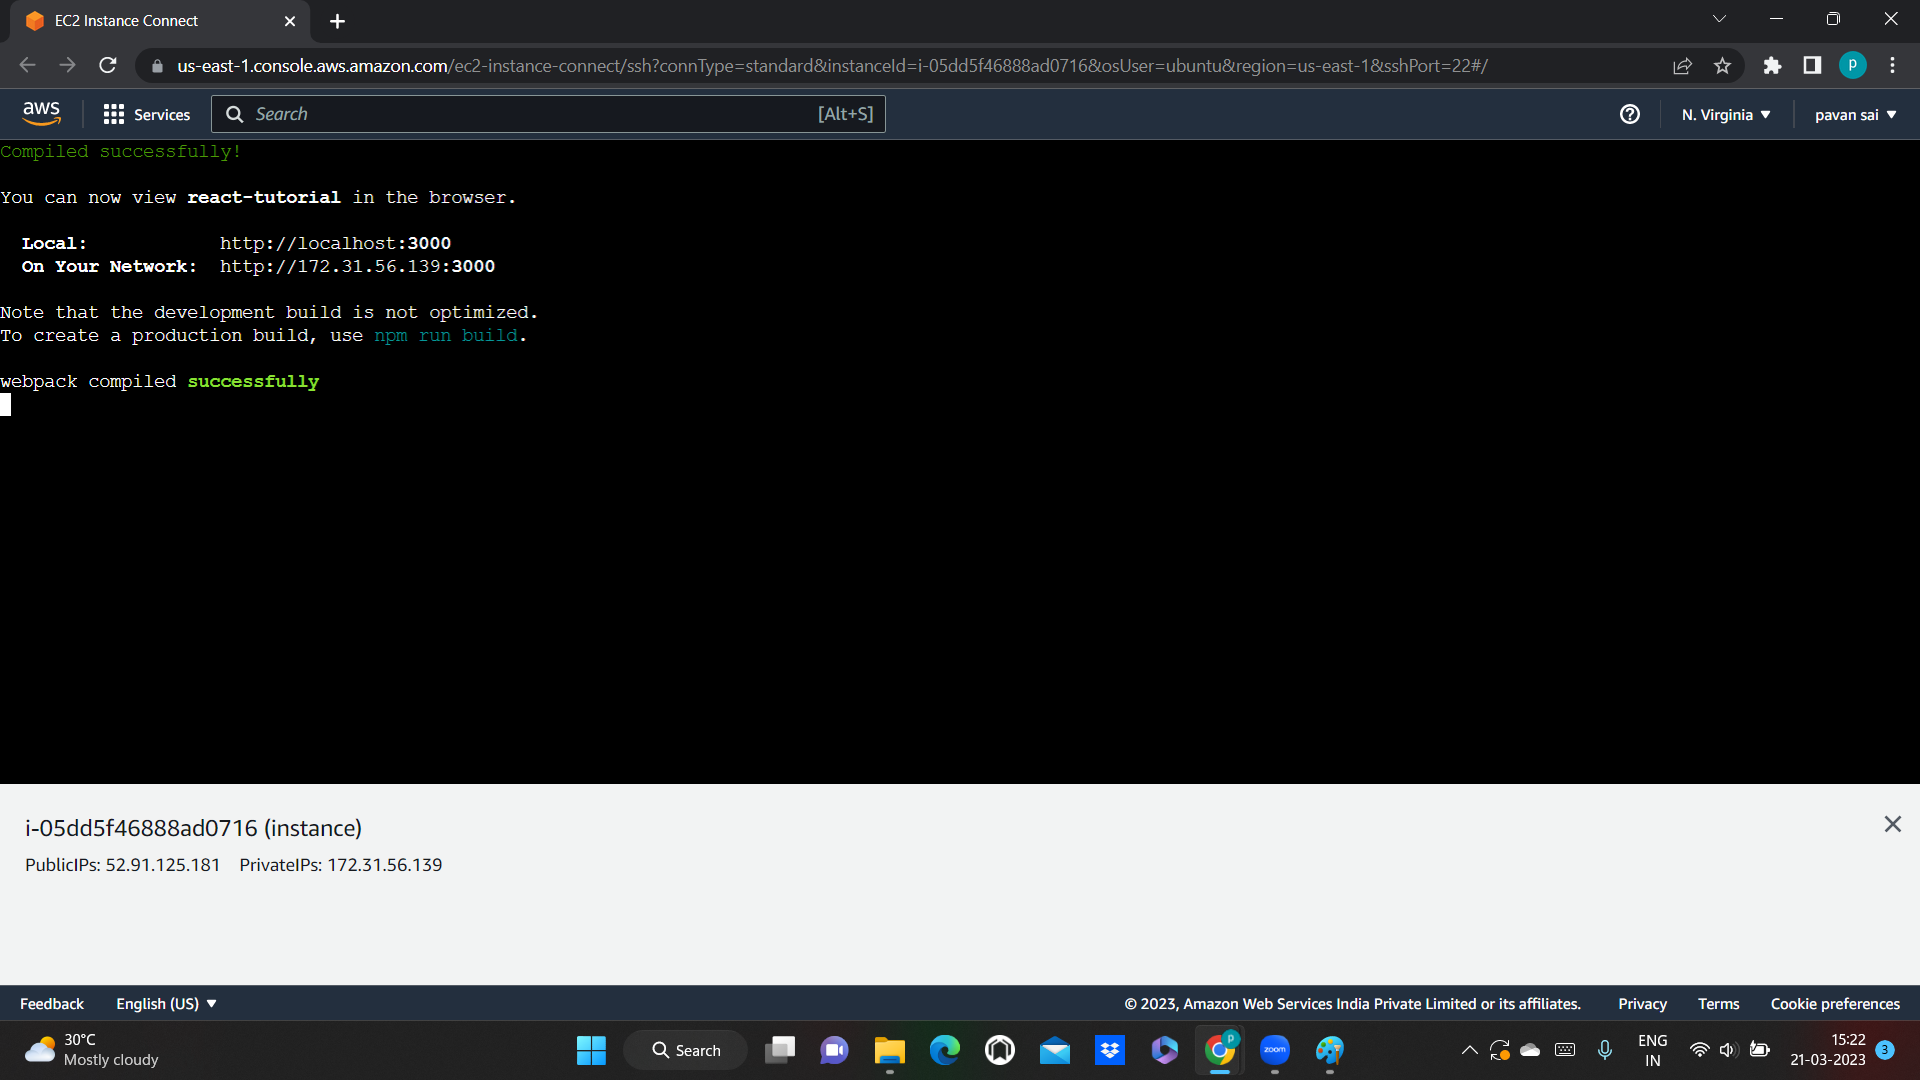 EC2 Instance Connect
us-east-1.console.aws.amazon.com/ec2-instance-connect/ssh?connType=standard&instanceId=i-05dd5f46888ad0716&osUser=ubuntu&region=us-east-1&sshPort=22#/
P
aws
Services
Search
[Alt+S]
N. Virginia
pavan sai
Compiled successfully!
You can now view react-tutorial in the browser.
Local: http://localhost:3000
On Your Network: http://172.31.56.139:3000
Note that the development build is not optimized.
To create a production build, use npm run build.
webpack compiled successfully
i-05dd5f46888ad0716 (instance)
PublicIPs: 52.91.125.181 PrivateIPs: 172.31.56.139
Feedback
English (US)
© 2023, Amazon Web Services India Private Limited or its affiliates.
Privacy
Terms
Cookie preferences
30°C
Mostly cloudy
Search
P
zoom
ENG
IN
15:22
21-03-2023
3